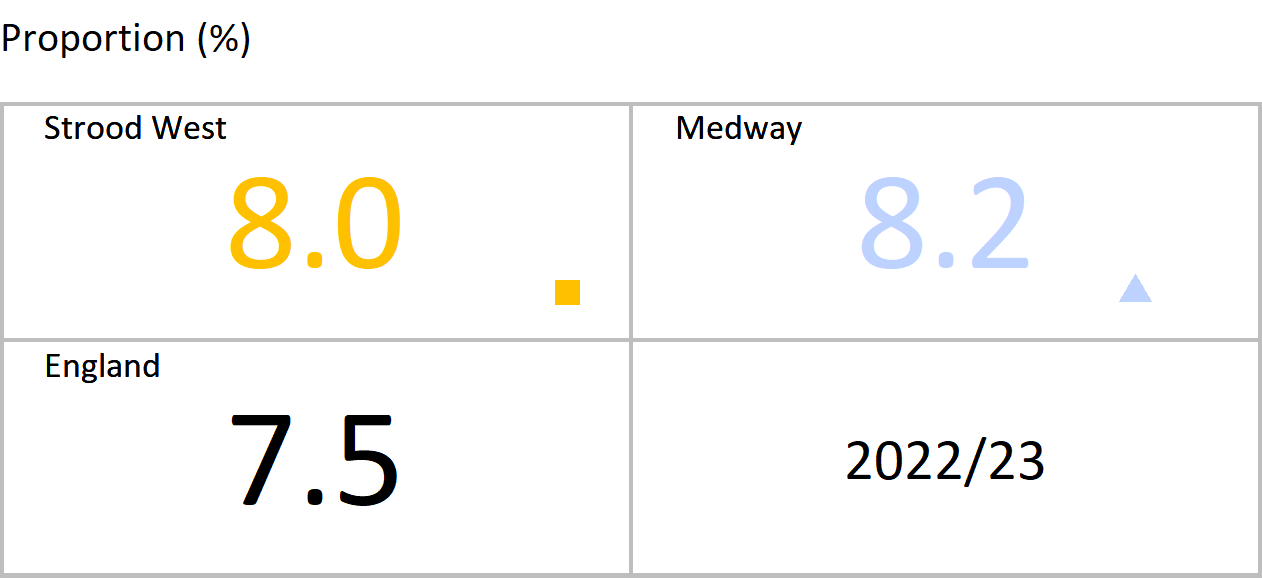 Proportion (%)
Strood West
8.0
Medway
8.2
England
7.5
2022/23